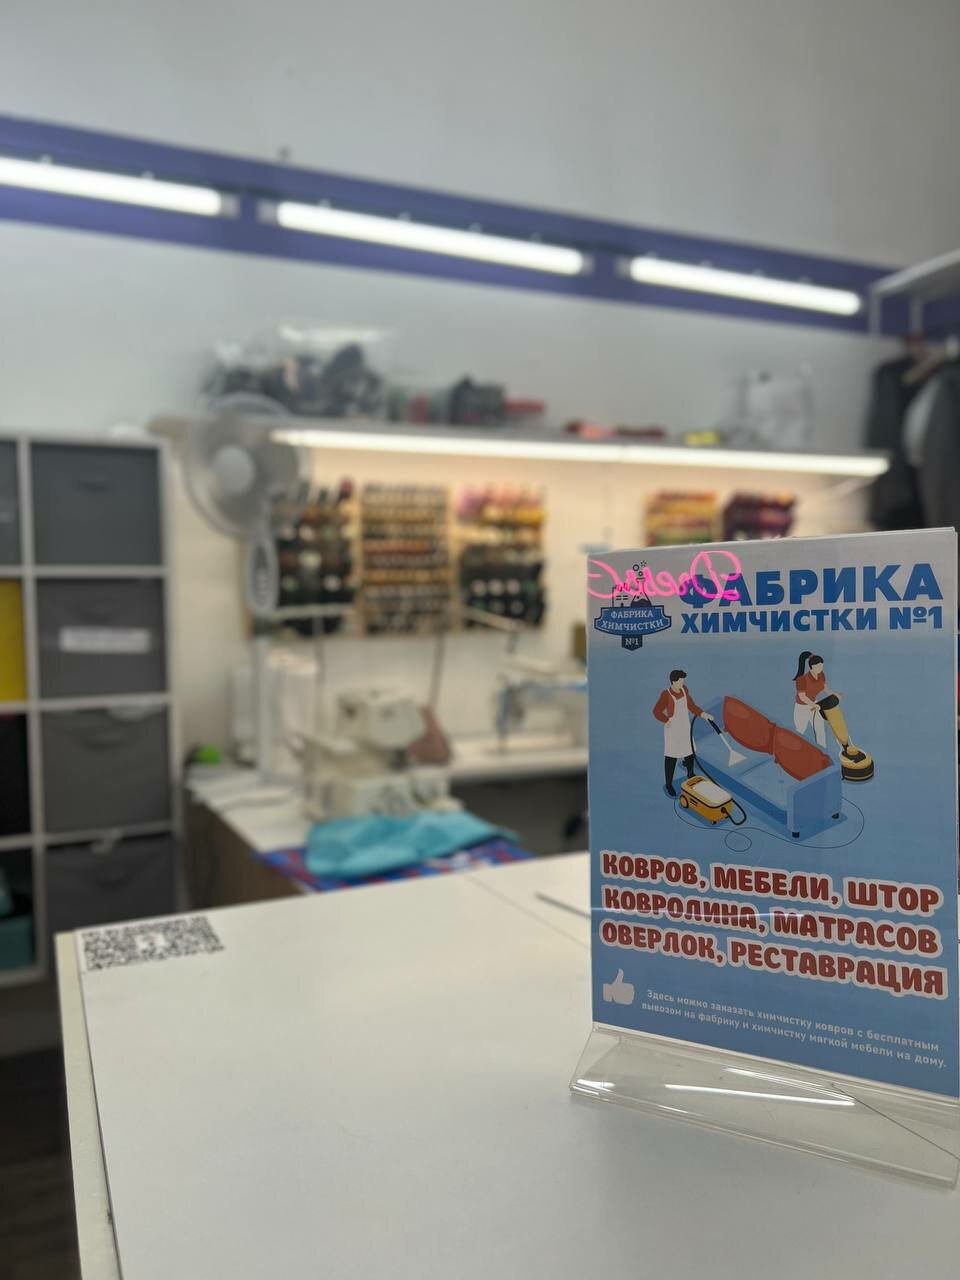 ФАБРИКА
ХИМЧИСТКИ №1
ФАБРИКА
ХИМЧИСТКИ
№1
КОВРОВ, МЕБЕЛИ, ШТОР
КОВРОЛИНА, МАТРАСОВ
ОВЕРЛОК, РЕСТАВРАЦИЯ
Здесь можно заказать химчистку ковров с бесплатным
вывозом на фабрику и химчистку мягкой мебели на дому.